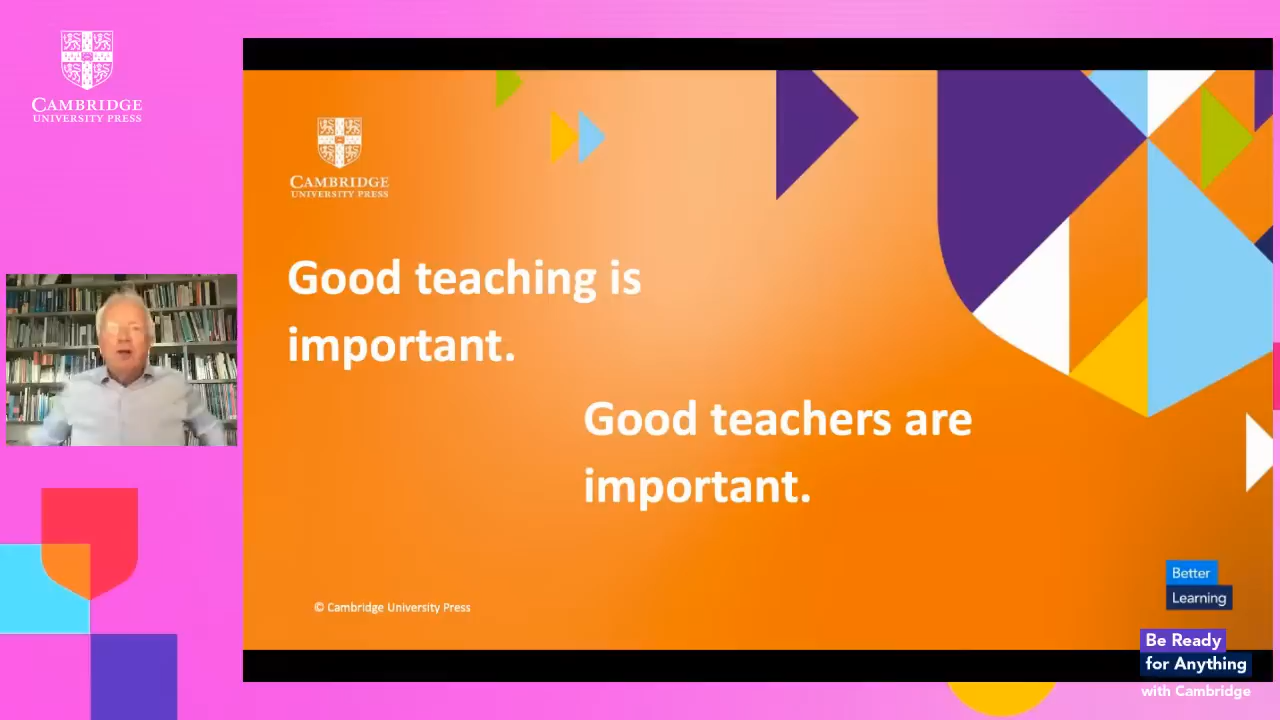 CAMBRIDGE
UNIVERSITY PRESS
CAMBRIDGE
UNIVERSITY PRESS
Good teaching is
important.
Good teachers are
important.
© Cambridge University Press
Better
Learning
Be Ready
for Anything
with Cambridge